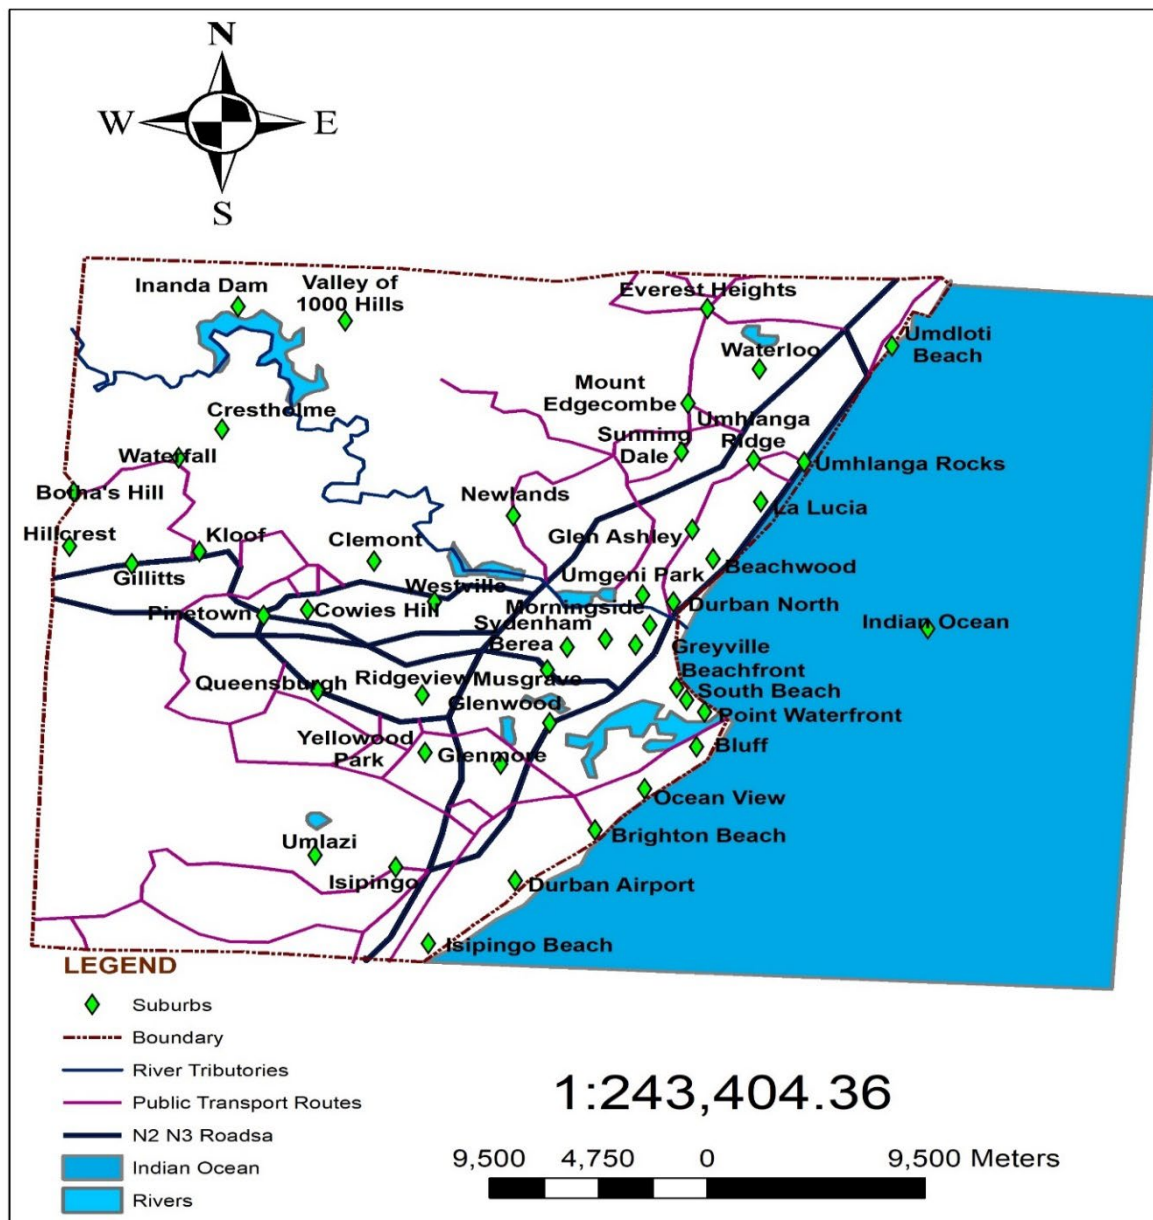 N
W E
S
Inanda Dam
Valley of
1000 Hills
Everest Heights
Umdloti
Beach
Waterloo
Mount
Edgecombe
Umhlanga
Ridge
Crestholme
Sunning
Dale
Waterfall
Umhlanga Rocks
Botha's Hill
Newlands
La Lucia
Hillcrest
Kloof
Clemont
Glen Ashley
Gillitts
Beachwood
Umgeni Park
Westville
Pinetown
Cowies Hill
Morningside
Durban North
Sydenham
Indian Ocean
Berea
Greyville
Beachfront
Queensburgh
Ridgeview
Musgrave
South Beach
Glenwood
Point Waterfront
Yellowood
Park
Glenmore
Bluff
Ocean View
Umlazi
Brighton Beach
Isipingo
Durban Airport
Isipingo Beach
LEGEND
Suburbs
Boundary
River Tributories
Public Transport Routes
N2 N3 Roadsa
Indian Ocean
Rivers
1:243,404.36
9,500 4,750 0 9,500 Meters